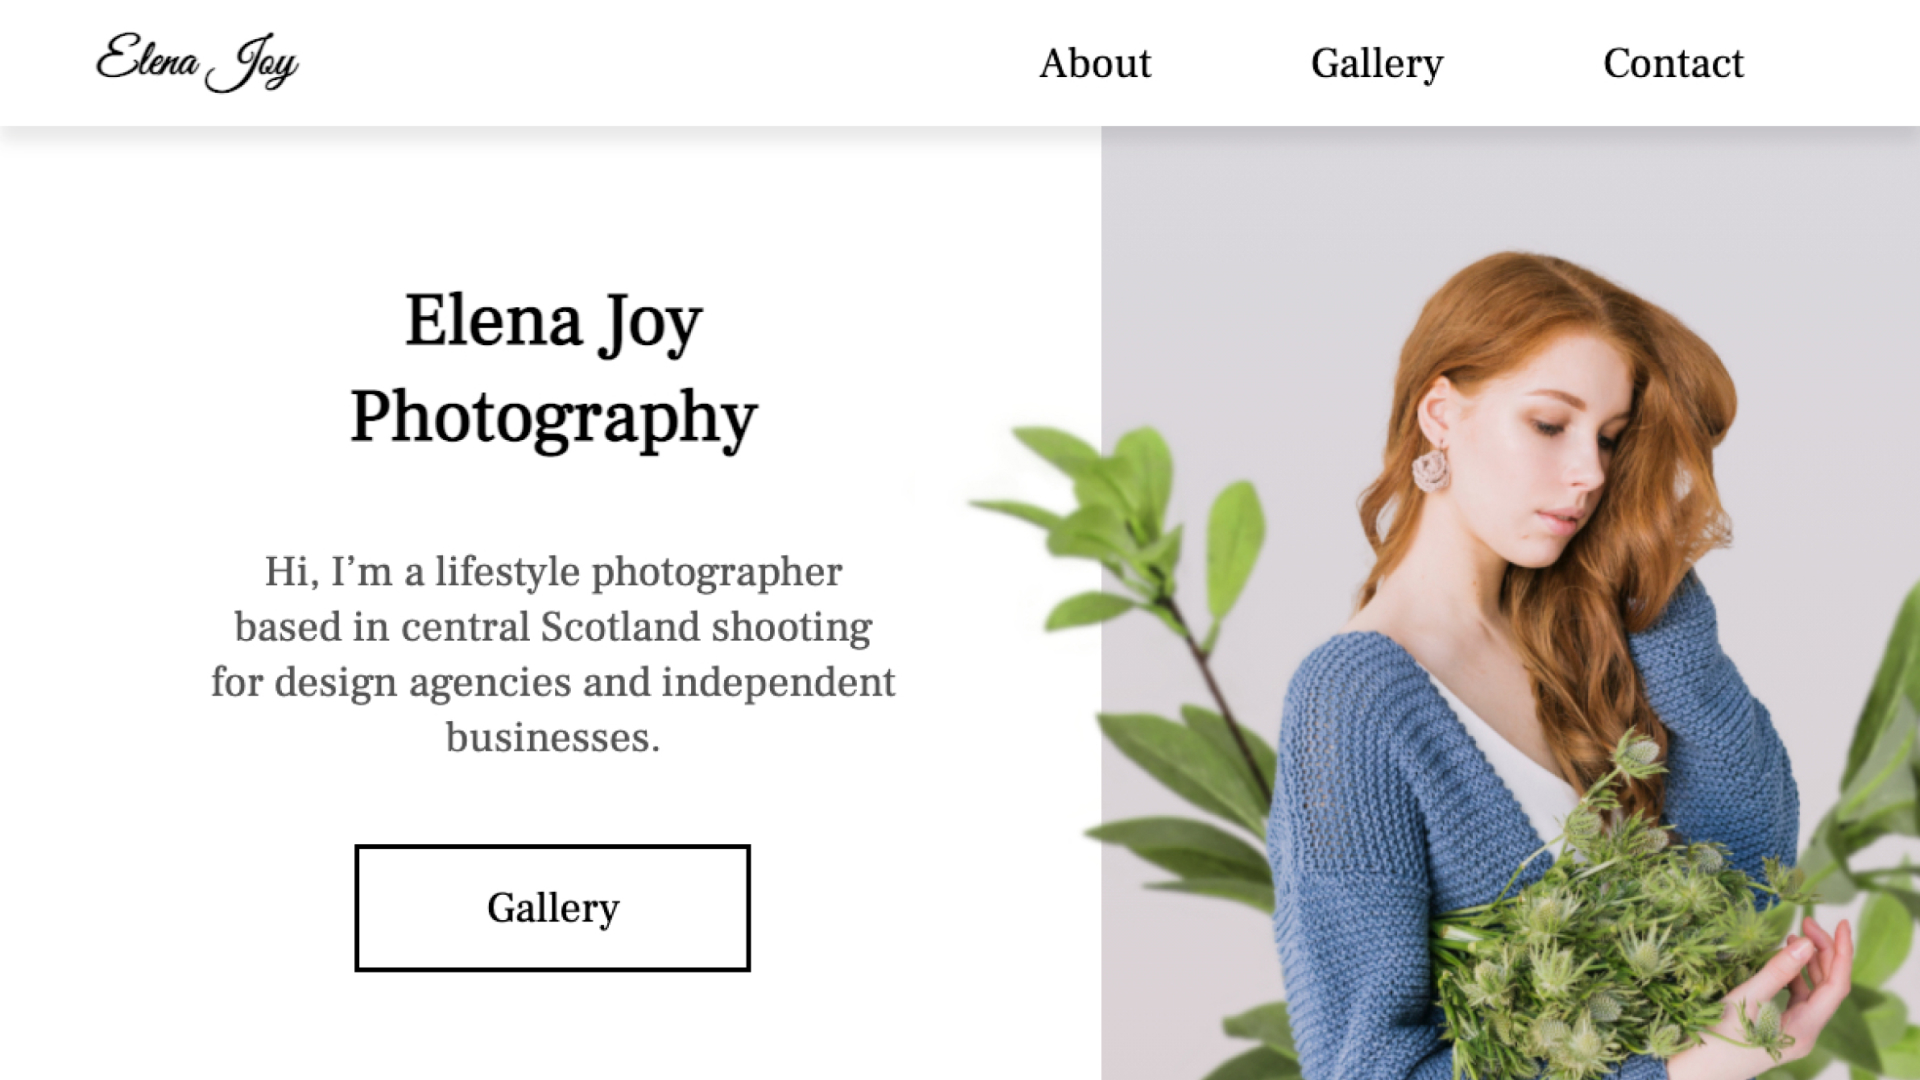 Elena Joy
About Gallery Contact
Elena Joy
Photography
Hi, I’m a lifestyle photographer
based in central Scotland shooting
for design agencies and independent
businesses.
Gallery